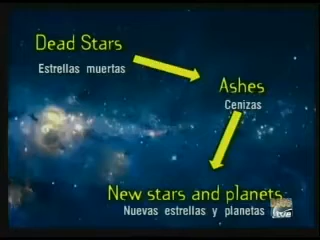 Dead Stars
Estrellas muertas
Ashes
Cenizas
New stars and planets
Nuevas estrellas y planetas